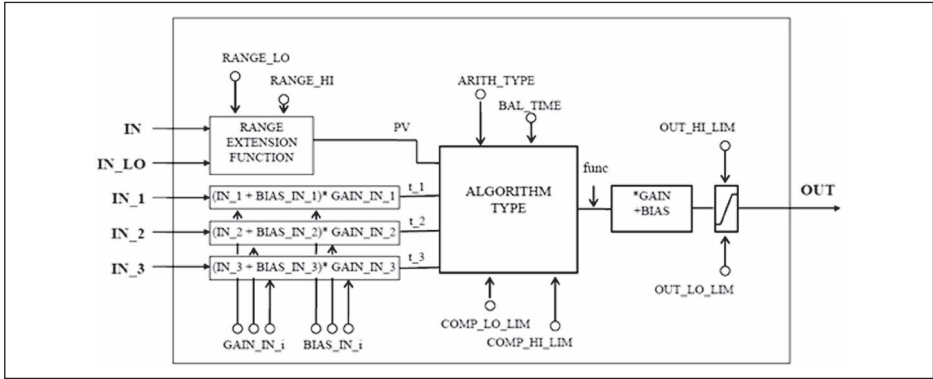 RANGE_LO
RANGE_HI
ARITH_TYPE
BAL_TIME
OUT_HI_LIM
IN
RANGE
EXTENSION
FUNCTION
PV
IN_LO
func
IN_1
(IN_1 + BIAS_IN_1)* GAIN_IN_1
t_1
ALGORITHM
TYPE
*GAIN
+BIAS
OUT
IN_2
(IN_2 + BIAS_IN_2)* GAIN_IN_2
t_2
IN_3
(IN_3 + BIAS_IN_3)* GAIN_IN_3
t_3
OUT_LO_LIM
COMP_LO_LIM
COMP_HI_LIM
GAIN_IN_i
BIAS_IN_i